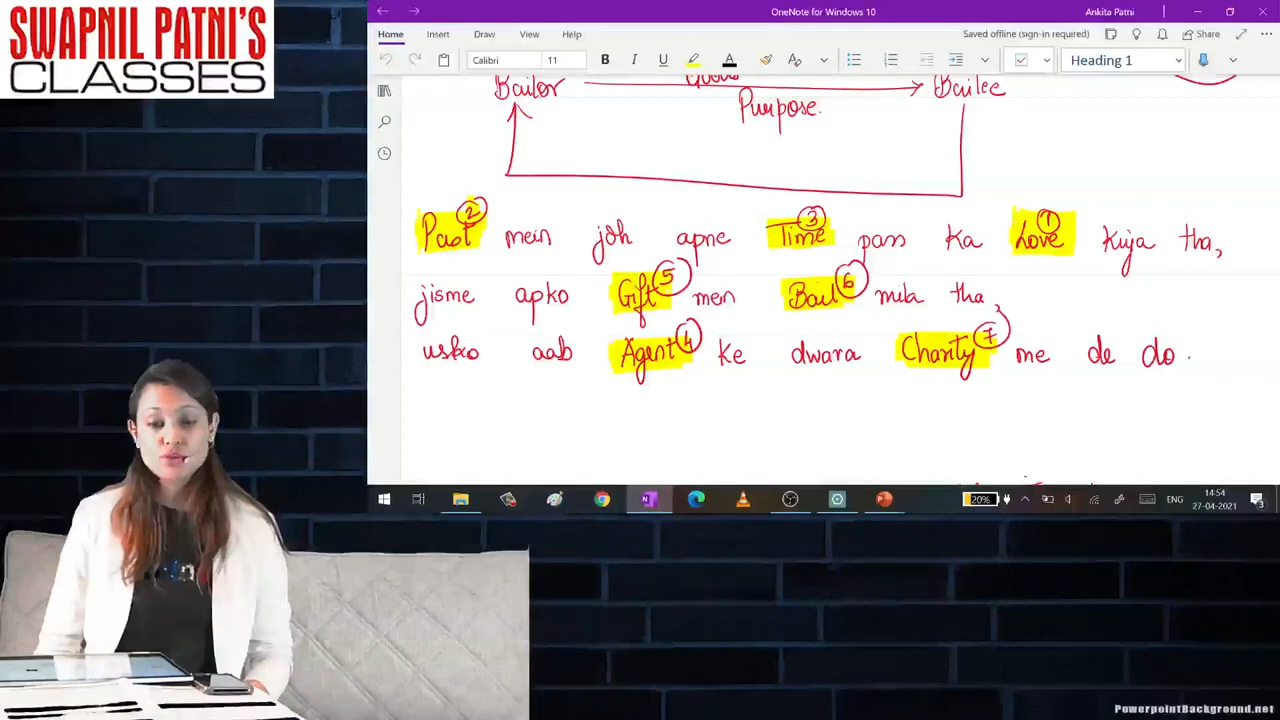 SWAPNIL PATNI'S
CLASSES
OneNote for Windows 10
Ankita Patni
Home Insert Draw View Help
Saved offline (sign-in required)
Share
Calibri 11 B I U A Heading 1
Bailor Goods Bailee
Purpose.
Past 2 mein joh apne Time 3 pass Ka Love 1 kiya tha,
jisme apko Gift 5 mein Bail 6 mila tha,
usko aab Agent 4 ke dwara Charity 7 me de do.
20% ENG 14:54
27-04-2021
PowerpointBackground.net